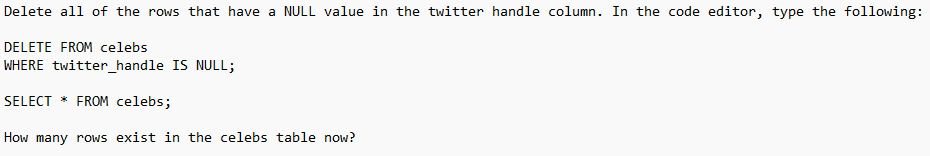 Delete all of the rows that have a NULL value in the twitter handle column. In the code editor, type the following:
DELETE FROM celebs
WHERE twitter_handle IS NULL;
SELECT * FROM celebs;
How many rows exist in the celebs table now?